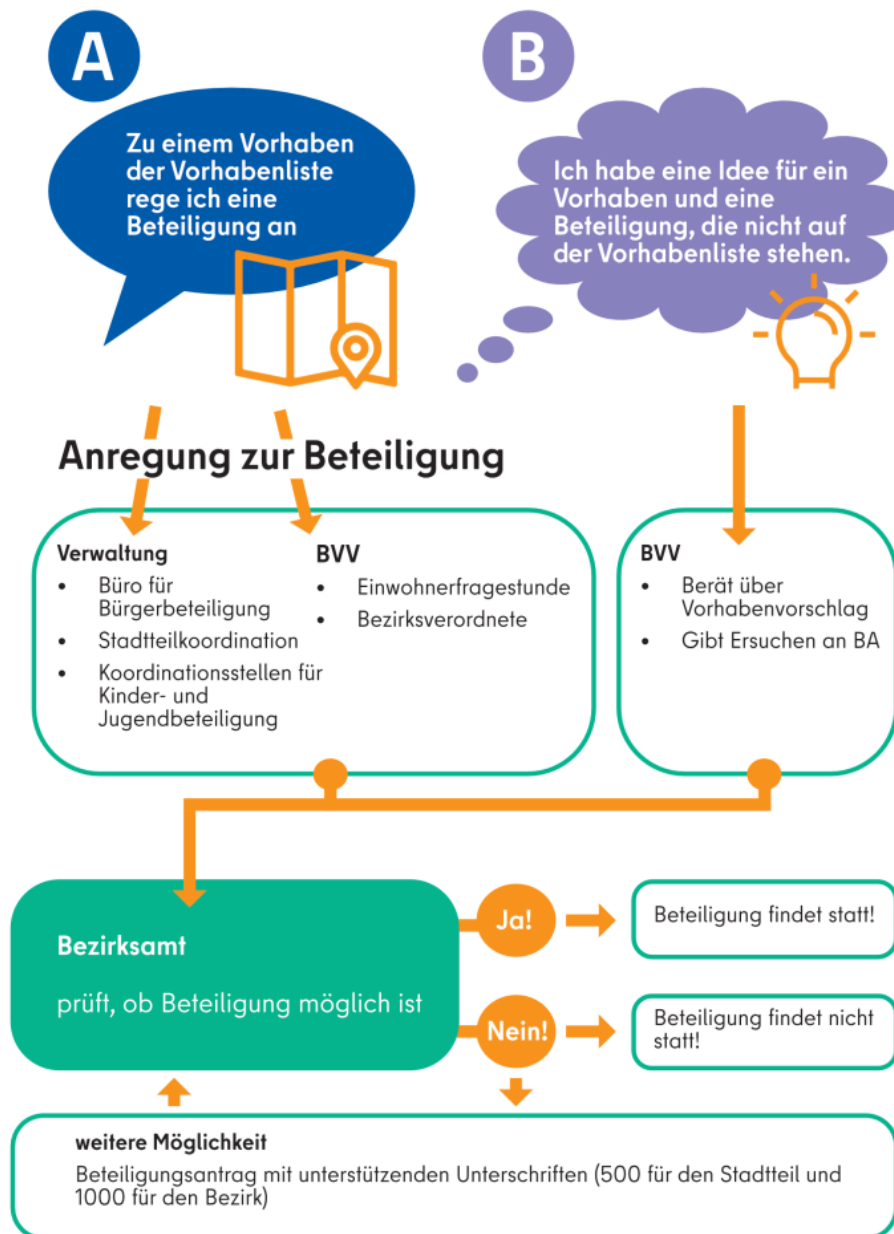 A
Zu einem Vorhaben
der Vorhabenliste
rege ich eine
Beteiligung an
B
Ich habe eine Idee für ein
Vorhaben und eine
Beteiligung, die nicht auf
der Vorhabenliste stehen.
Anregung zur Beteiligung
Verwaltung
• Büro für
Bürgerbeteiligung
• Stadtteilkoordination
• Koordinationsstellen für
Kinder- und
Jugendbeteiligung
BVV
• Einwohnerfragestunde
• Bezirksverordnete
BVV
• Berät über
Vorhabenvorschlag
• Gibt Ersuchen an BA
Bezirksamt
prüft, ob Beteiligung möglich ist
Ja!
Beteiligung findet statt!
Nein!
Beteiligung findet nicht
statt!
weitere Möglichkeit
Beteiligungsantrag mit unterstützenden Unterschriften (500 für den Stadtteil und
1000 für den Bezirk)